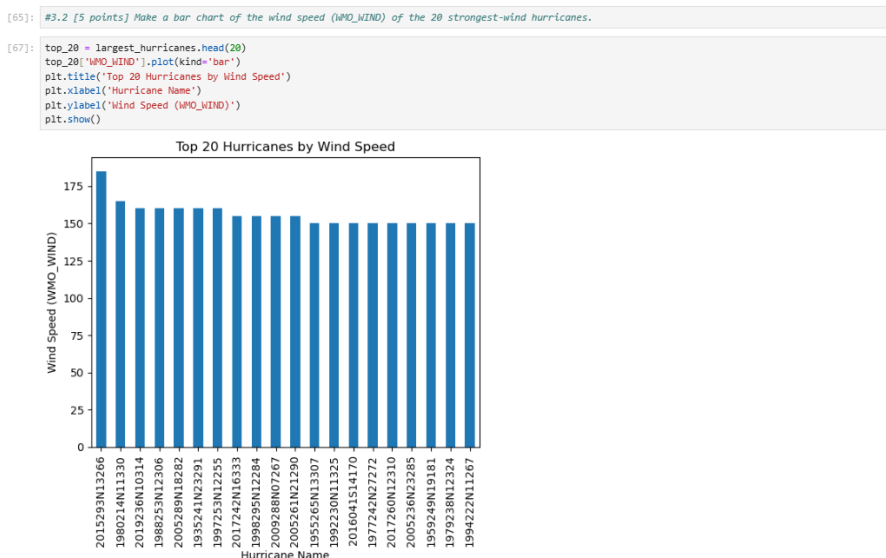 [65]: #3.2 [5 points] Make a bar chart of the wind speed (WMO_WIND) of the 20 strongest-wind hurricanes.
[67]: top_20 = largest_hurricanes.head(20)
top_20['WMO_WIND'].plot(kind='bar')
plt.title('Top 20 Hurricanes by Wind Speed')
plt.xlabel('Hurricane Name')
plt.ylabel('Wind Speed (WMO_WIND)')
plt.show()
Top 20 Hurricanes by Wind Speed
Wind Speed (WMO_WIND)
175
150
125
100
75
50
25
0
2015293N13266
1980214N11330
2019236N10314
1988253N12306
2005289N18282
1935241N23291
1997253N12255
2017242N16333
1998295N12284
2009288N07267
2005261N21290
1955265N13307
1992230N11325
2016041S14170
1977242N27272
2017260N12310
2005236N23285
1959249N19181
1979238N12324
1994222N11267
Hurricane Name